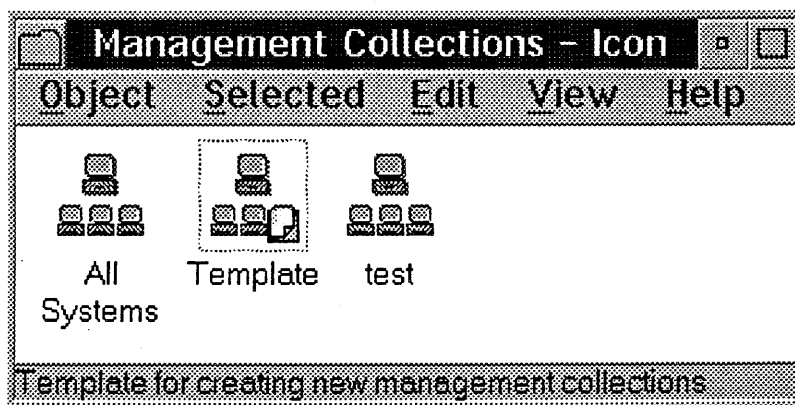 Management Collections – Icon
Object Selected Edit View Help
All Systems
Template
test
Template for creating new management collections